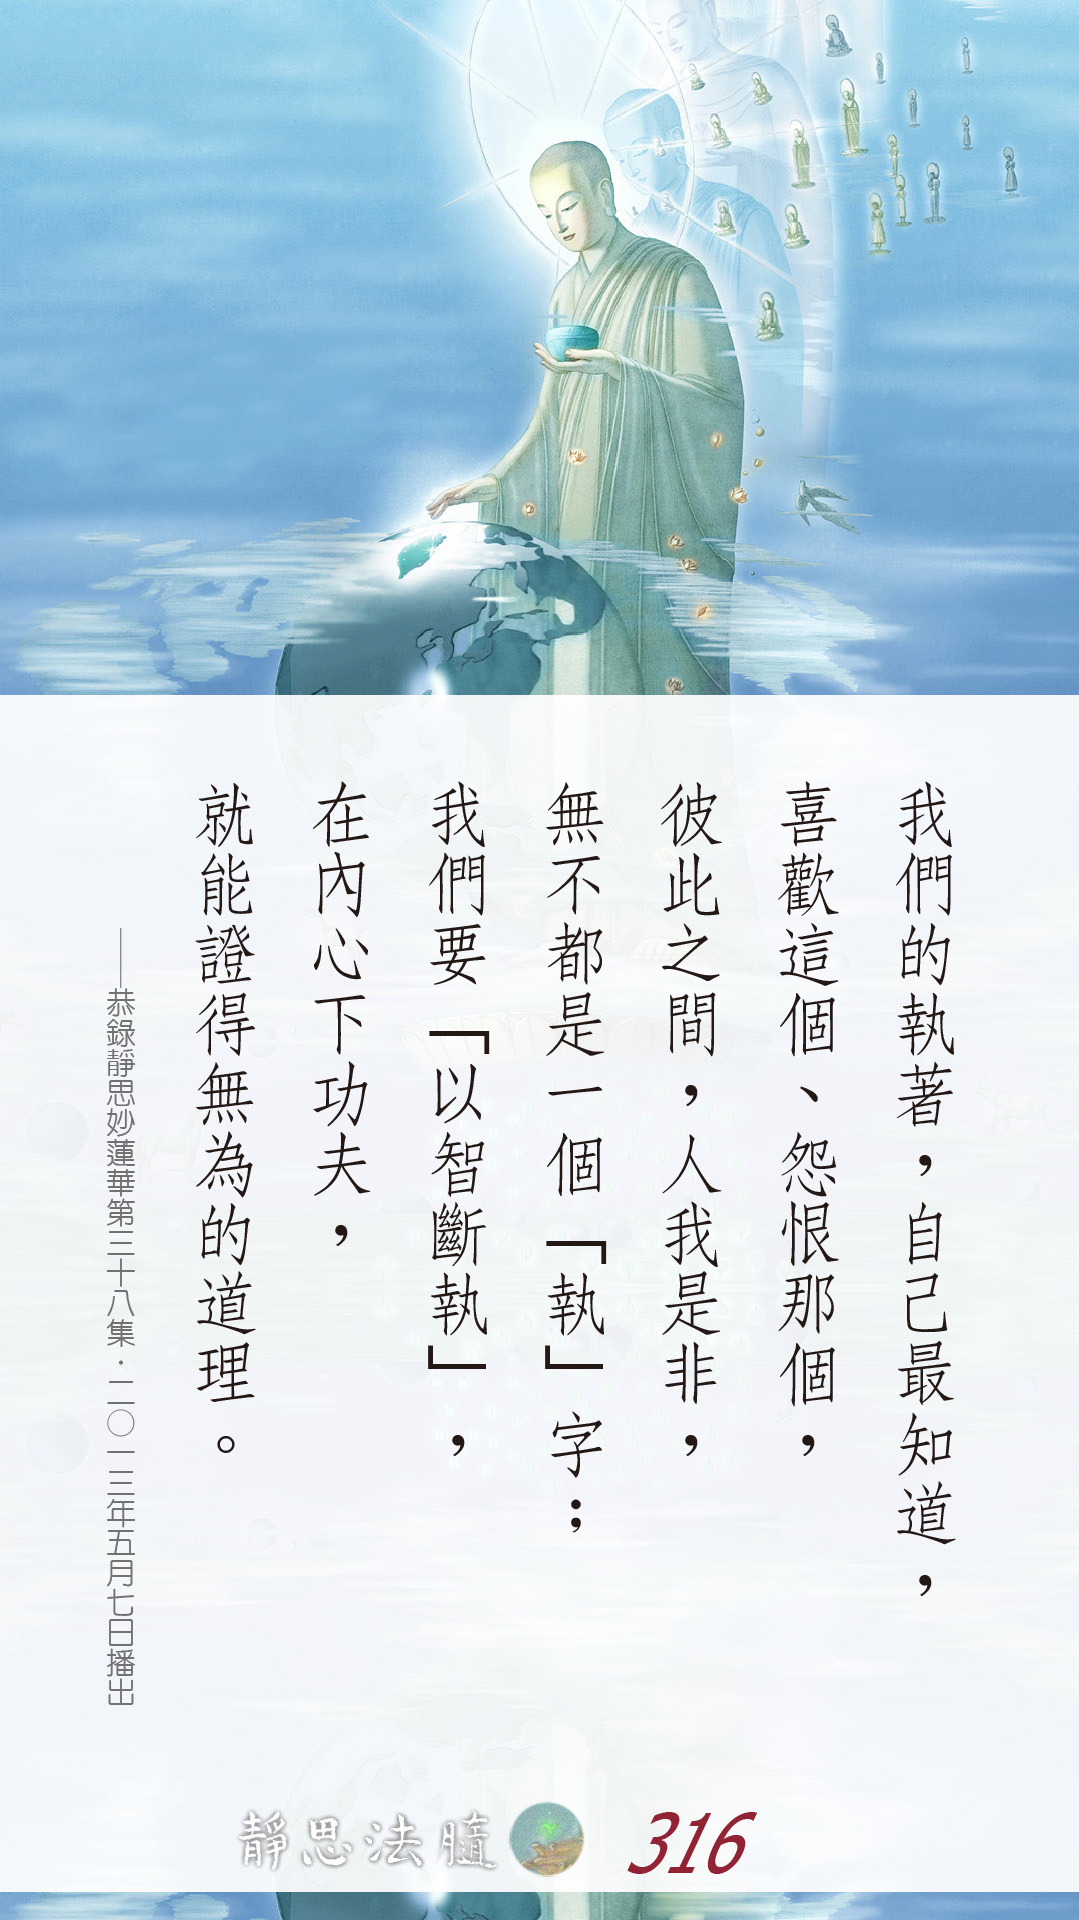 我們的執著，自己最知道，
喜歡這個、怨恨那個，
彼此之間，人我是非，
無不都是一個「執」字；
我們要「以智斷執」，
在內心下功夫，
就能證得無為的道理。
——恭錄靜思妙蓮華第三十八集・二〇一三年五月七日播出
靜思法髓 316